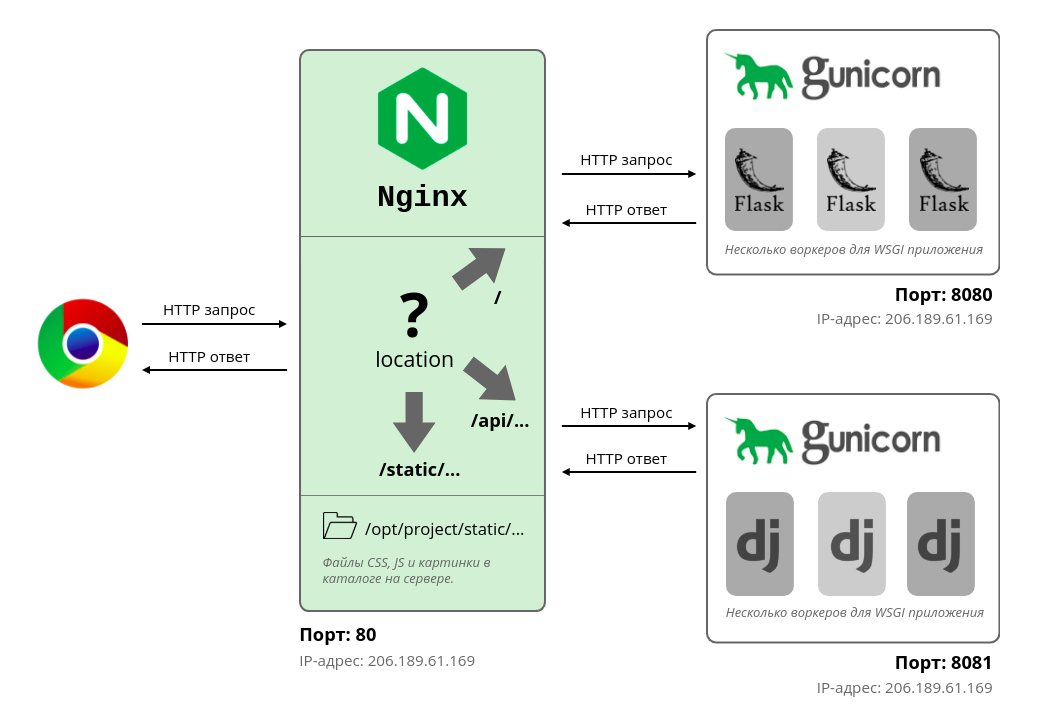 HTTP запрос
HTTP ответ
Nginx
?
location
/
/api/...
/static/...
/opt/project/static/...
Файлы CSS, JS и картинки в
каталоге на сервере.
Порт: 80
IP-адрес: 206.189.61.169
HTTP запрос
HTTP ответ
gunicorn
Flask
Flask
Flask
Несколько воркеров для WSGI приложения
Порт: 8080
IP-адрес: 206.189.61.169
HTTP запрос
HTTP ответ
gunicorn
dj
dj
dj
Несколько воркеров для WSGI приложения
Порт: 8081
IP-адрес: 206.189.61.169